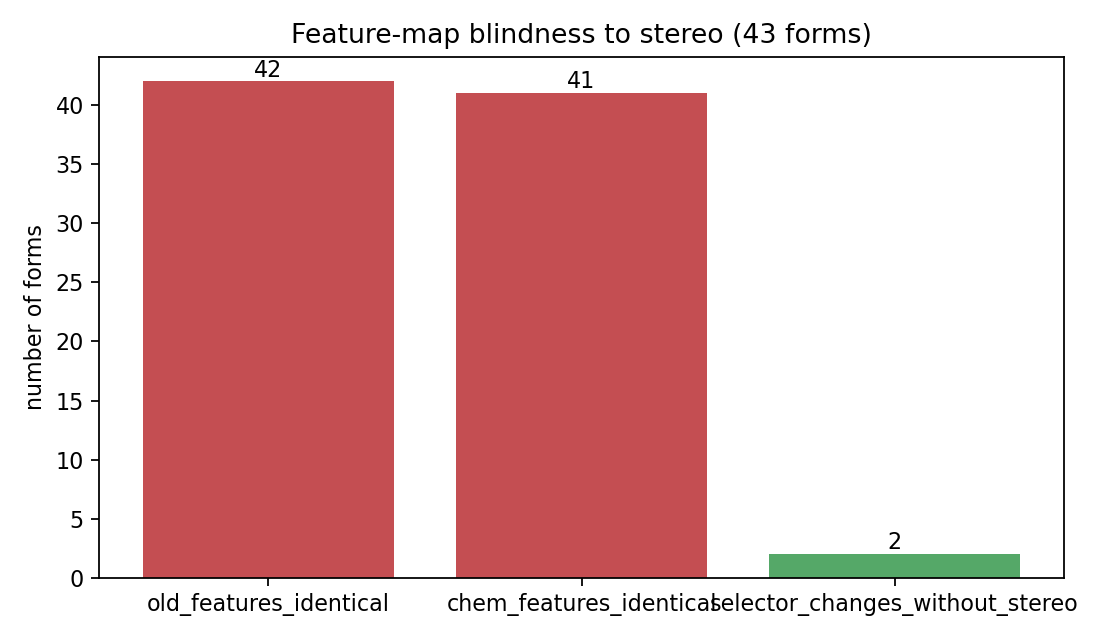 Feature-map blindness to stereo (43 forms)
42
41
2
number of forms
40
35
30
25
20
15
10
5
0
old_features_identical
chem_features_identical
selector_changes_without_stereo